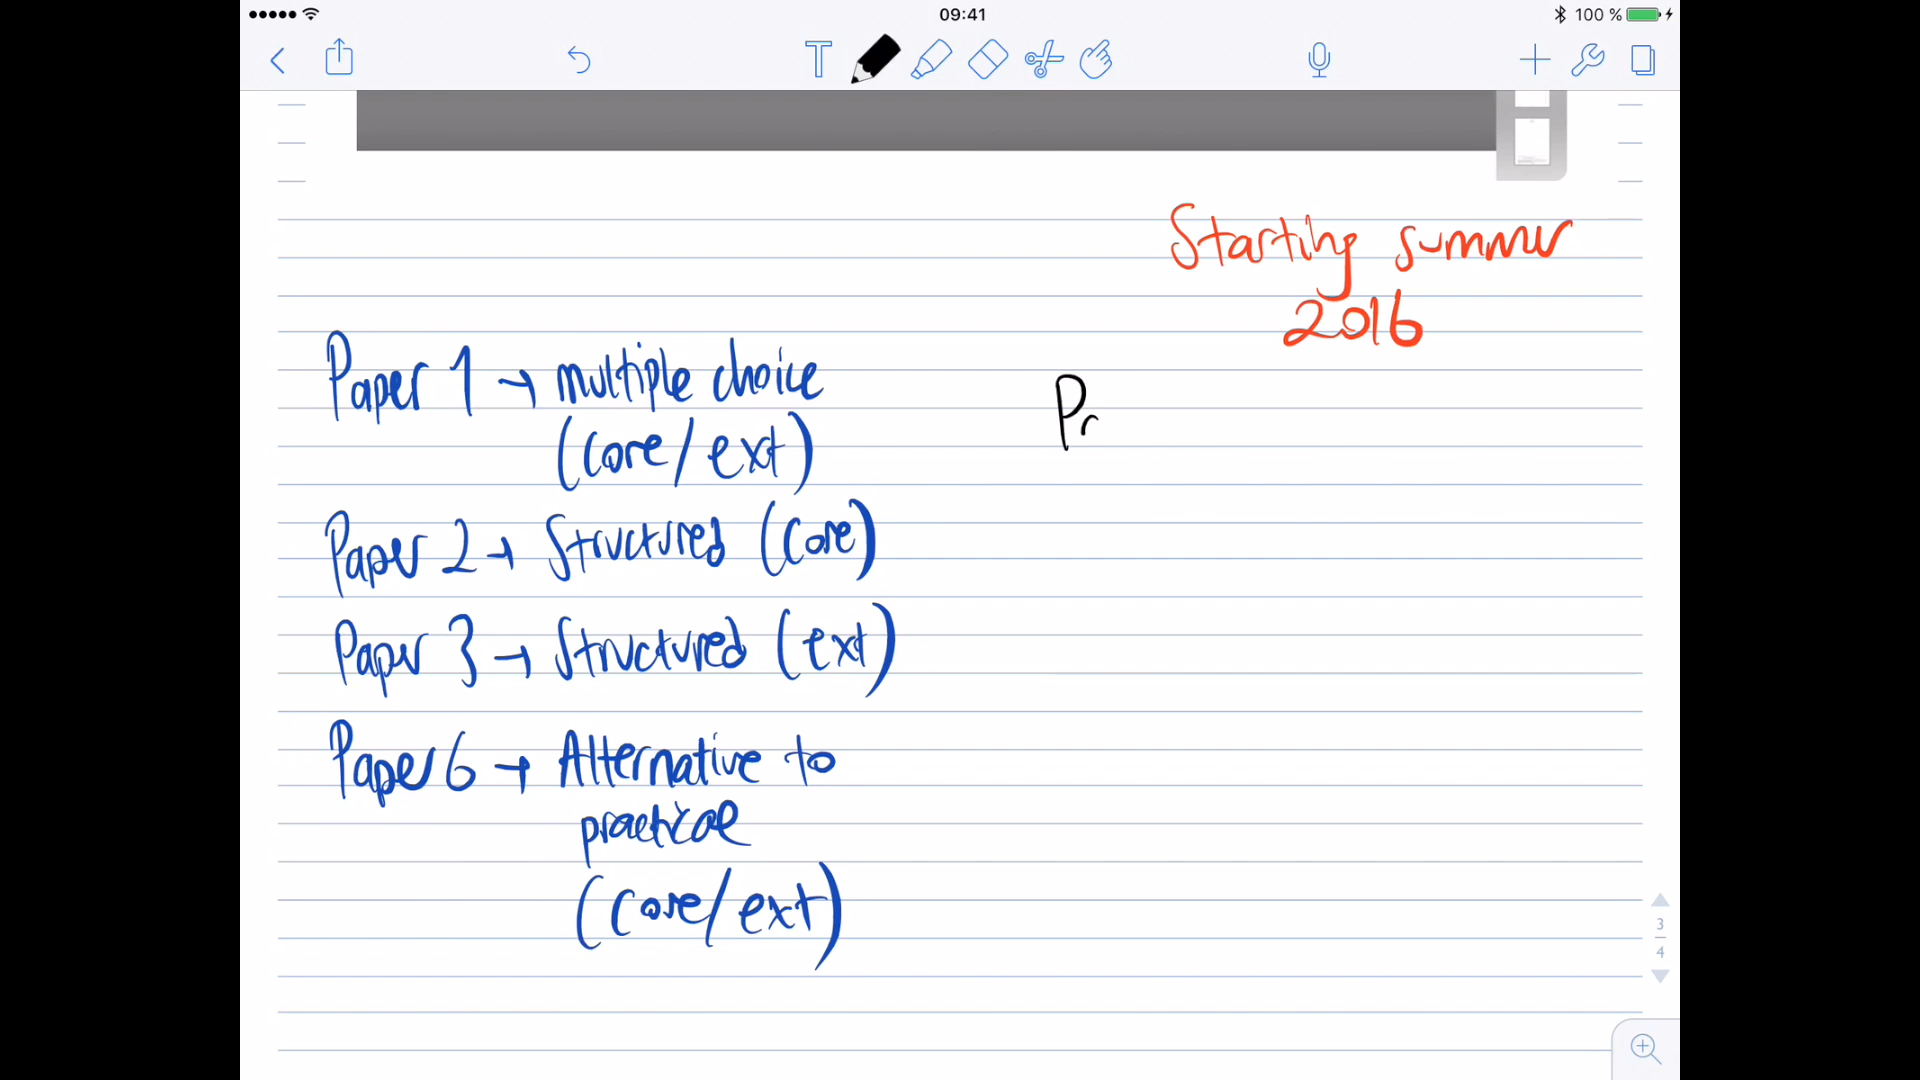 09:41
100 %
T
Starting summer
2016
Paper 1 → multiple choice
(core/ext)
Paper 2 → Structured (core)
Paper 3 → Structured (ext)
Paper 6 → Alternative to
practical
(core/ext)
Pr
3
4